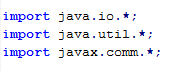 import java.io.*;
import java.util.*;
import javax.comm.*;